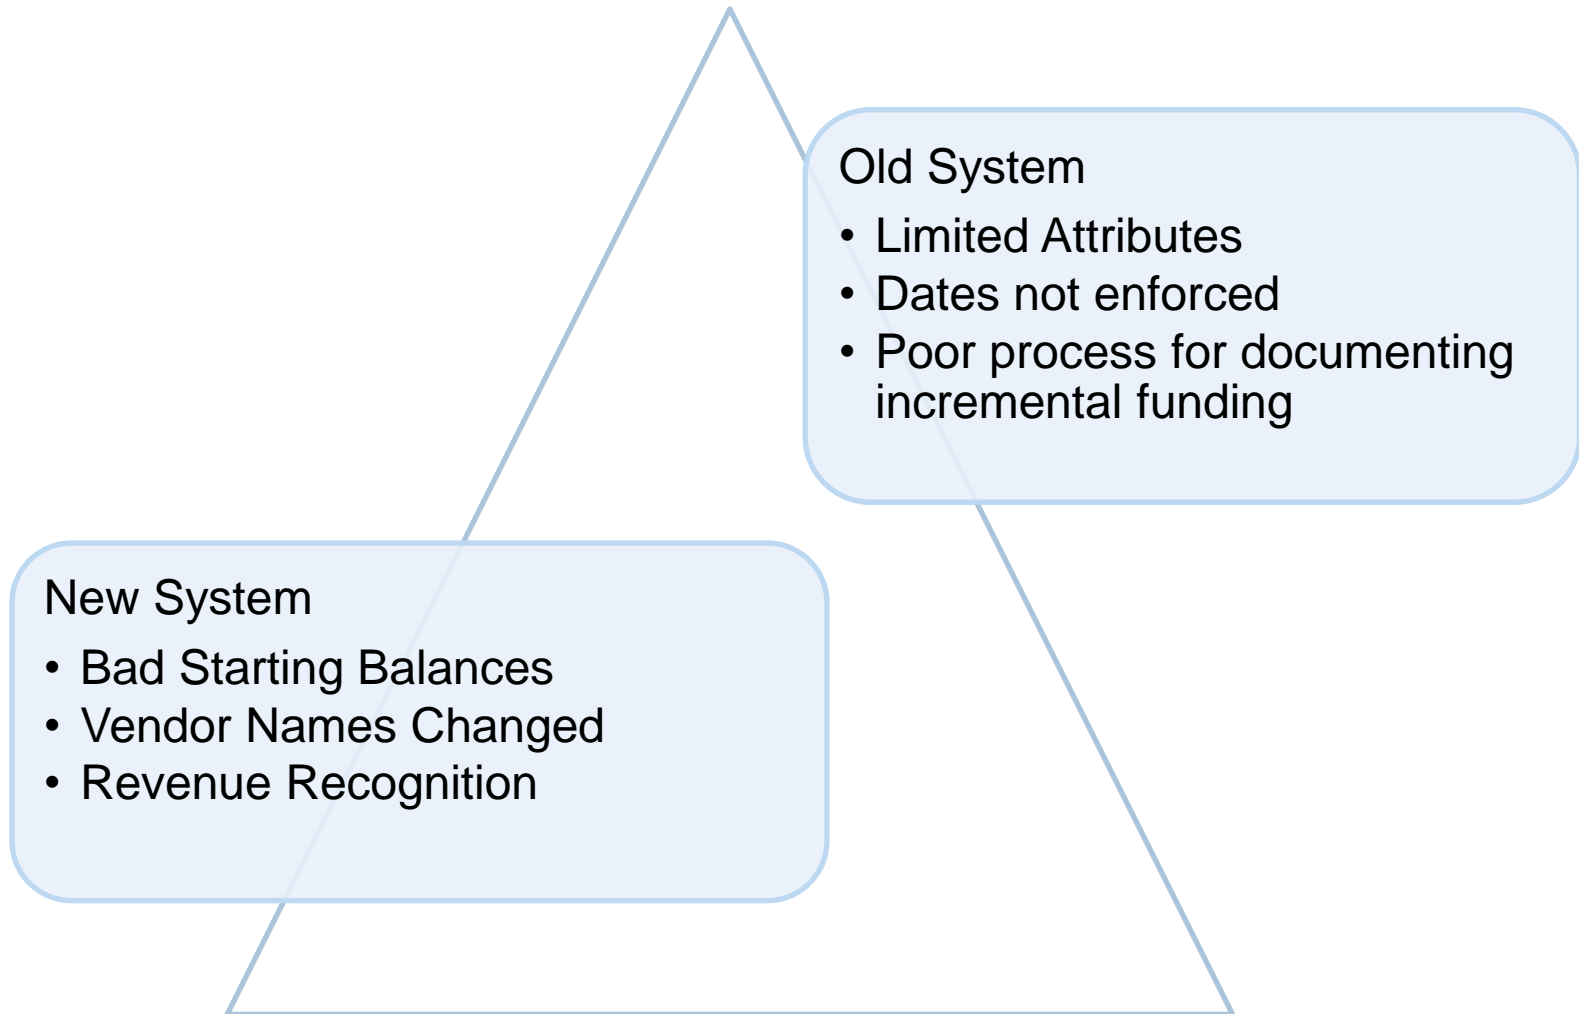 Old System
• Limited Attributes
• Dates not enforced
• Poor process for documenting
incremental funding
New System
• Bad Starting Balances
• Vendor Names Changed
• Revenue Recognition